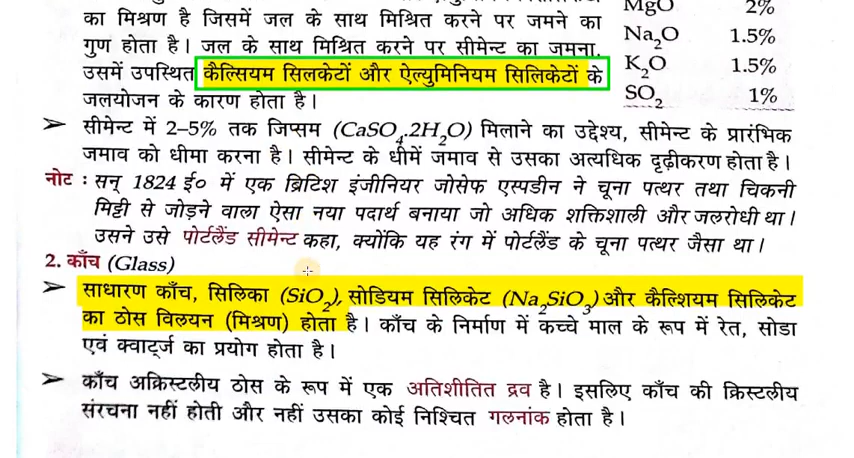 का मिश्रण है जिसमें जल के साथ मिश्रित करने पर जमने का
गुण होता है। जल के साथ मिश्रित करने पर सीमेन्ट का जमना,
उसमें उपस्थित कैल्सियम सिलकेटों और ऐल्युमिनियम सिलिकेटों के
जलयोजन के कारण होता है।
MgO 2%
Na₂O 1.5%
K₂O 1.5%
SO₂ 1%
➤ सीमेन्ट में 2–5% तक जिप्सम (CaSO₄.2H₂O) मिलाने का उद्देश्य, सीमेन्ट के प्रारंभिक
जमाव को धीमा करना है। सीमेन्ट के धीमें जमाव से उसका अत्यधिक दृढ़ीकरण होता है।
नोट : सन् 1824 ई० में एक ब्रिटिश इंजीनियर जोसेफ एस्पडीन ने चूना पत्थर तथा चिकनी
मिट्टी से जोड़ने वाला ऐसा नया पदार्थ बनाया जो अधिक शक्तिशाली और जलरोधी था।
उसने उसे पोर्टलैंड सीमेन्ट कहा, क्योंकि यह रंग में पोर्टलैंड के चूना पत्थर जैसा था।
2. काँच (Glass)
➤ साधारण काँच, सिलिका (SiO₂), सोडियम सिलिकेट (Na₂SiO₃) और कैल्शियम सिलिकेट
का ठोस विलयन (मिश्रण) होता है। काँच के निर्माण में कच्चे माल के रूप में रेत, सोडा
एवं क्वार्ट्ज का प्रयोग होता है।
➤ काँच अक्रिस्टलीय ठोस के रूप में एक अतिशीतित द्रव है। इसलिए काँच की क्रिस्टलीय
संरचना नहीं होती और नहीं उसका कोई निश्चित गलनांक होता है।